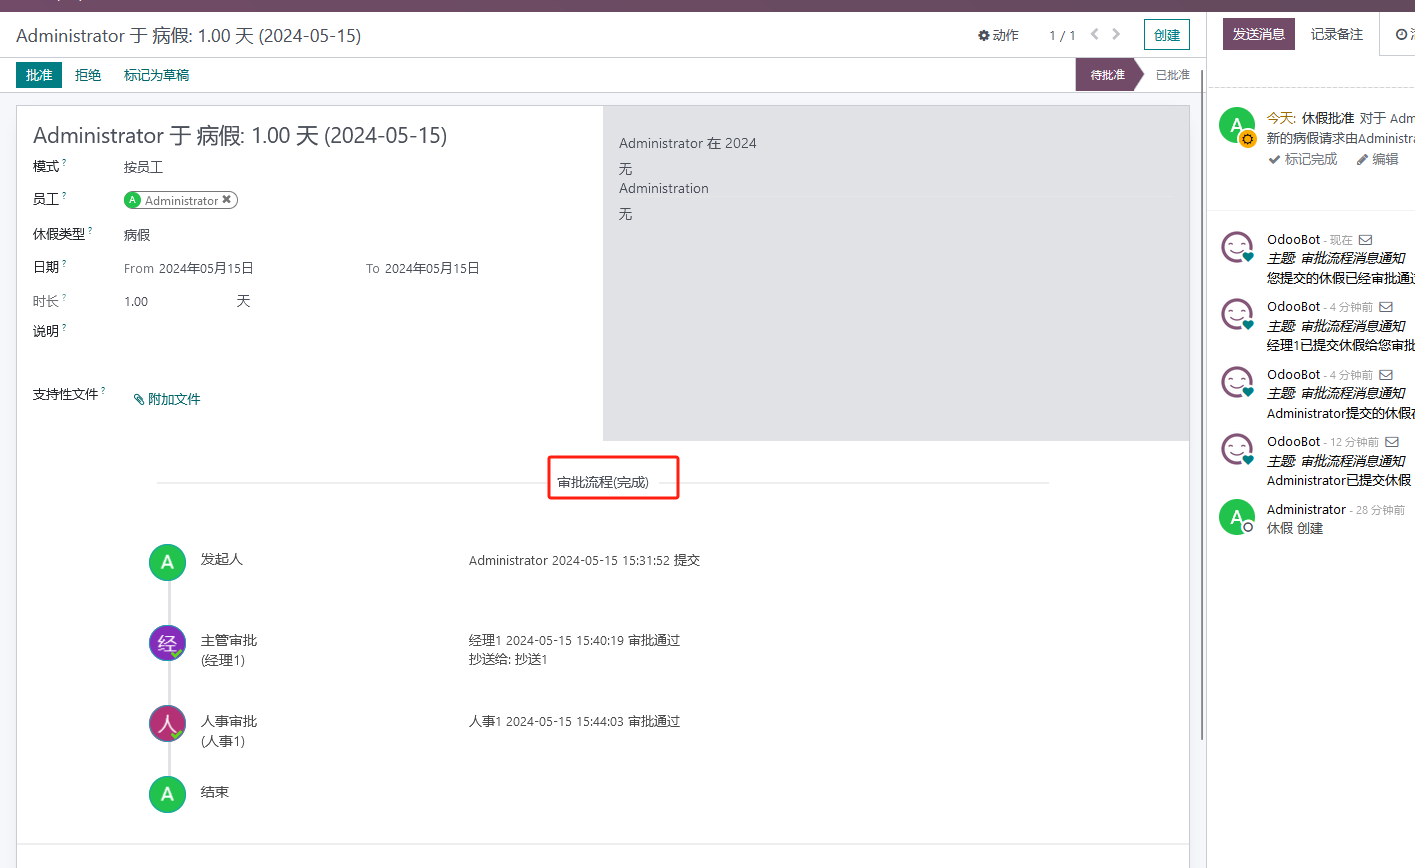 Administrator 于 病假: 1.00 天 (2024-05-15)
动作
1 / 1
创建
批准 拒绝 标记为草稿
待批准 已批准
Administrator 于 病假: 1.00 天 (2024-05-15)
模式? 按员工
员工? A Administrator
休假类型? 病假
日期? From 2024年05月15日 To 2024年05月15日
时长? 1.00 天
说明?
支持性文件? 附加文件
Administrator 在 2024
无
Administration
无
审批流程(完成)
A 发起人 Administrator 2024-05-15 15:31:52 提交
经 主管审批 经理1 2024-05-15 15:40:19 审批通过
(经理1) 抄送给: 抄送1
人 人事审批 人事1 2024-05-15 15:44:03 审批通过
(人事1)
A 结束
发送消息 记录备注
A 今天: 休假批准 对于 Adm
新的病假请求由Administra
标记完成 编辑
OdooBot - 现在
主题: 审批流程消息通知
您提交的休假已经审批通过
OdooBot - 4 分钟前
主题: 审批流程消息通知
经理1已提交休假给您审批
OdooBot - 4 分钟前
主题: 审批流程消息通知
Administrator提交的休假在
OdooBot - 12 分钟前
主题: 审批流程消息通知
Administrator已提交休假
A Administrator - 28 分钟前
休假 创建